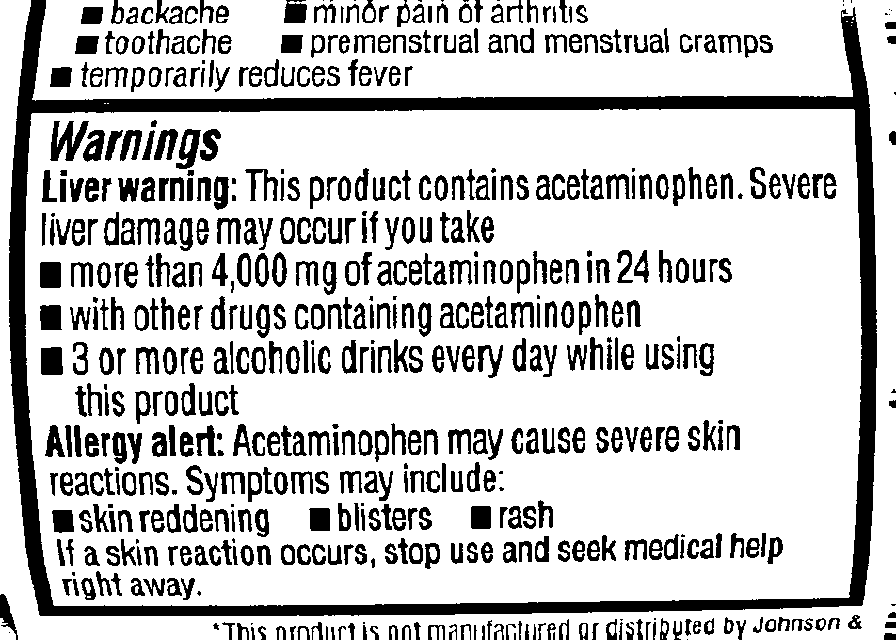 ■ backache ■ minor pain of arthritis
■ toothache ■ premenstrual and menstrual cramps
■ temporarily reduces fever
Warnings
Liver warning: This product contains acetaminophen. Severe
liver damage may occur if you take
■ more than 4,000 mg of acetaminophen in 24 hours
■ with other drugs containing acetaminophen
■ 3 or more alcoholic drinks every day while using
this product
Allergy alert: Acetaminophen may cause severe skin
reactions. Symptoms may include:
■ skin reddening ■ blisters ■ rash
If a skin reaction occurs, stop use and seek medical help
right away.
*This product is not manufactured or distributed by Johnson &